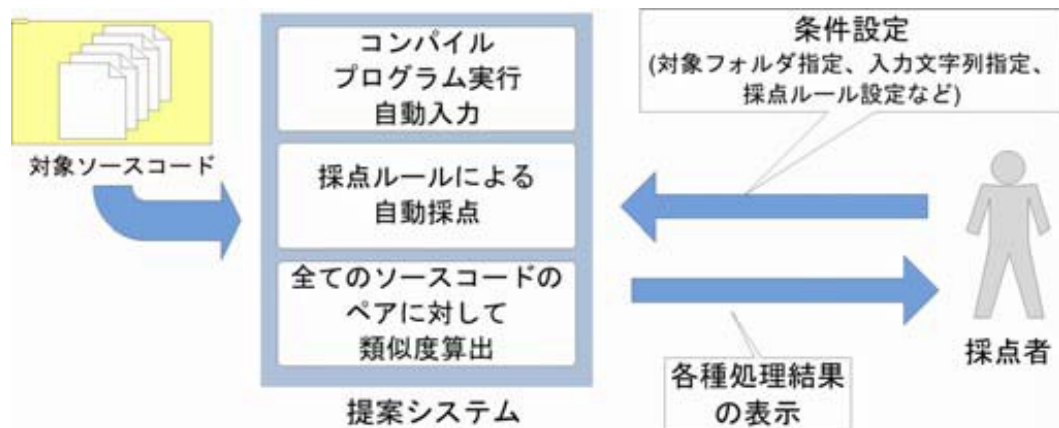 対象ソースコード
コンパイル
プログラム実行
自動入力
採点ルールによる
自動採点
全てのソースコードの
ペアに対して
類似度算出
提案システム
条件設定
(対象フォルダ指定、入力文字列指定、
採点ルール設定など)
採点者
各種処理結果
の表示